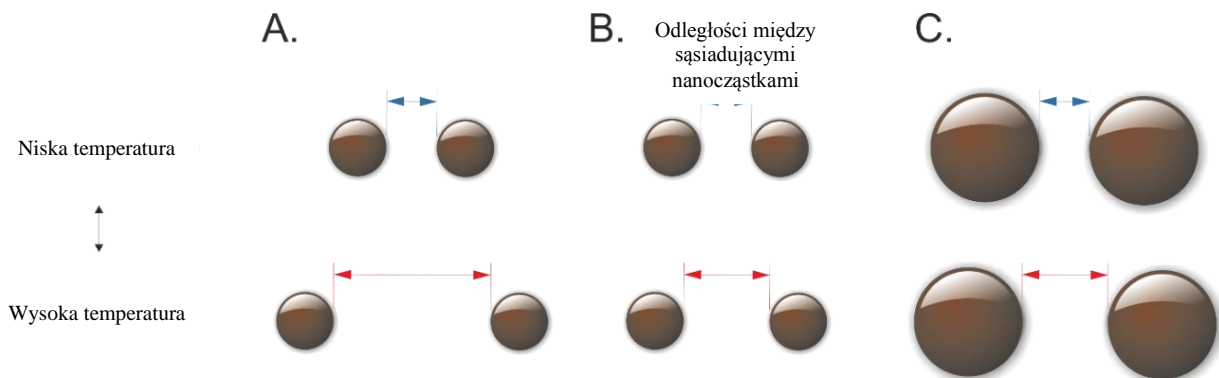 A.
B.
Odległości między
sąsiadującymi
nanocząstkami
C.
Niska temperatura
Wysoka temperatura